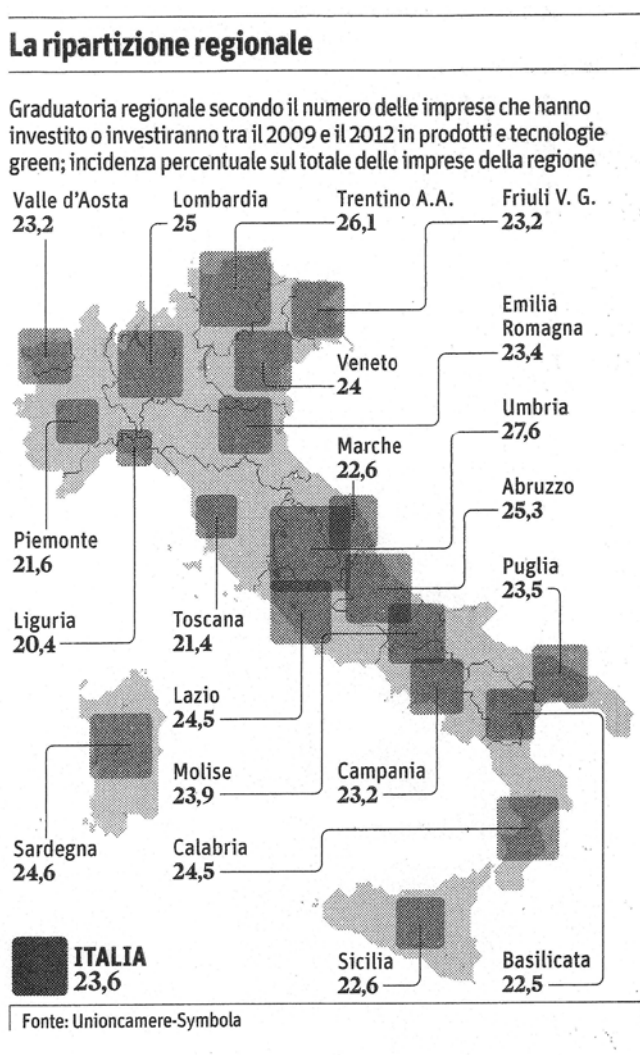 La ripartizione regionale
Graduatoria regionale secondo il numero delle imprese che hanno
investito o investiranno tra il 2009 e il 2012 in prodotti e tecnologie
green; incidenza percentuale sul totale delle imprese della regione
Valle d'Aosta
23,2
Lombardia
25
Trentino A.A.
26,1
Friuli V. G.
23,2
Emilia
Romagna
23,4
Veneto
24
Umbria
27,6
Marche
22,6
Abruzzo
25,3
Piemonte
21,6
Puglia
23,5
Liguria
20,4
Toscana
21,4
Lazio
24,5
Molise
23,9
Campania
23,2
Sardegna
24,6
Calabria
24,5
ITALIA
23,6
Sicilia
22,6
Basilicata
22,5
Fonte: Unioncamere-Symbola